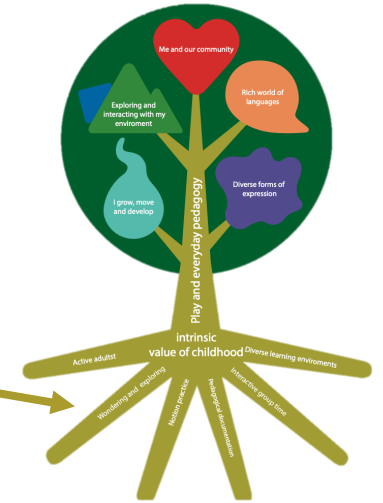 Me and our community
Exploring and
interacting with my
enviroment
Rich world of
languages
I grow, move
and develop
Diverse forms of
expression
Play and everyday pedagogy
intrinsic
value of childhood
Active adultst
Wondering and exploring
Notion practice
Pedagogical documentation
Interactive group time
Diverse learning enviroments